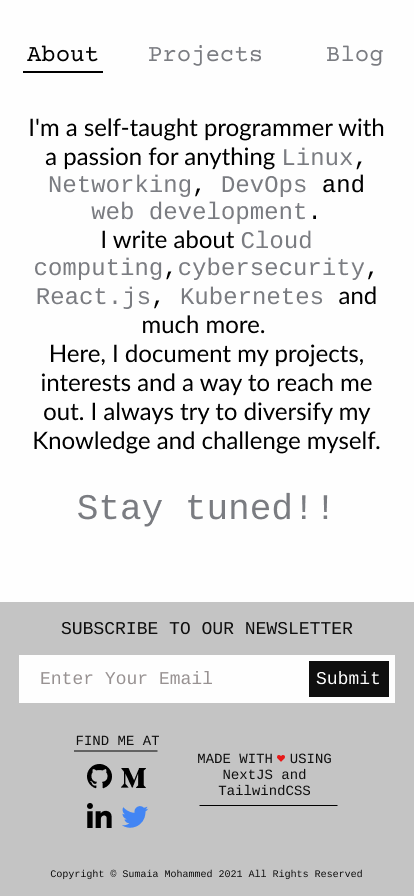 About Projects Blog
I'm a self-taught programmer with
a passion for anything Linux,
Networking, DevOps and
web development.
I write about Cloud
computing,cybersecurity,
React.js, Kubernetes and
much more.
Here, I document my projects,
interests and a way to reach me
out. I always try to diversify my
Knowledge and challenge myself.
Stay tuned!!
SUBSCRIBE TO OUR NEWSLETTER
Enter Your Email Submit
FIND ME AT
MADE WITH ❤ USING
NextJS and
TailwindCSS
Copyright © Sumaia Mohammed 2021 All Rights Reserved